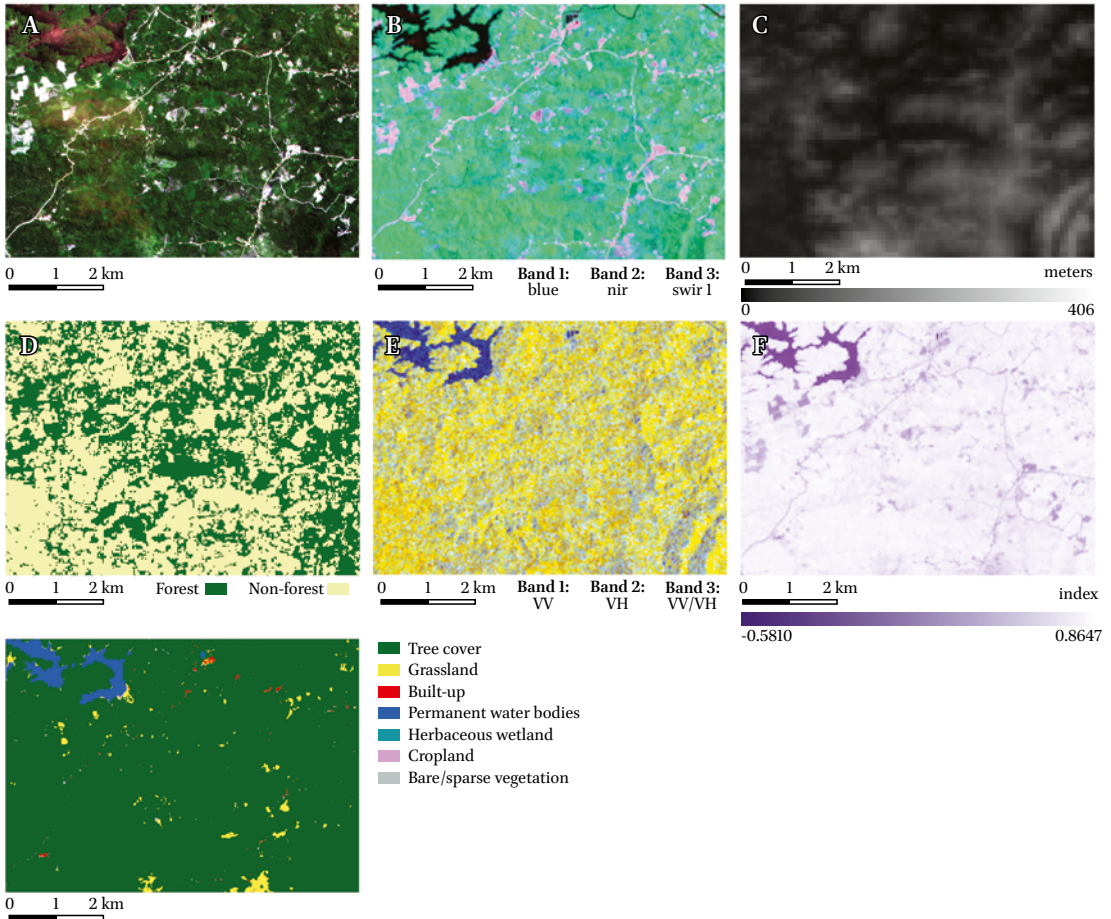 A
B
C
0 1 2 km
0 1 2 km
Band 1: Band 2: Band 3:
blue nir swir 1
0 1 2 km
meters
0 406
D
E
F
0 1 2 km
Forest Non-forest
0 1 2 km
Band 1: Band 2: Band 3:
VV VH VV/VH
0 1 2 km
index
-0.5810 0.8647
Tree cover
Grassland
Built-up
Permanent water bodies
Herbaceous wetland
Cropland
Bare/sparse vegetation
0 1 2 km